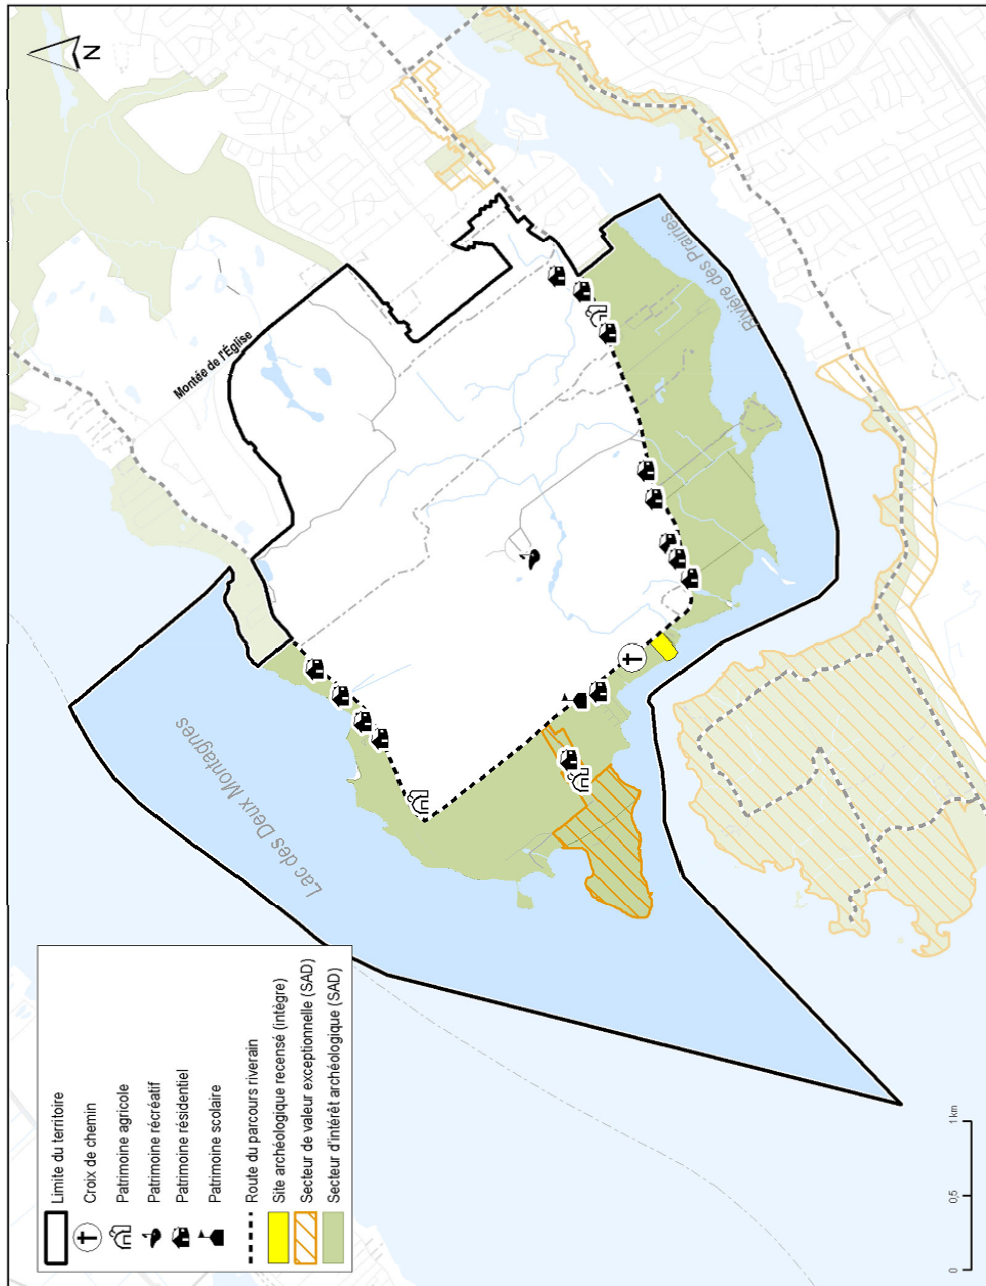 N
Montée de l'Église
Rivière des Prairies
Lac des Deux Montagnes
Limite du territoire
Croix de chemin
Patrimoine agricole
Patrimoine récréatif
Patrimoine résidentiel
Patrimoine scolaire
Route du parcours riverain
Site archéologique recensé (intègre)
Secteur de valeur exceptionnelle (SAD)
Secteur d'intérêt archéologique (SAD)
0 0,5 1 km